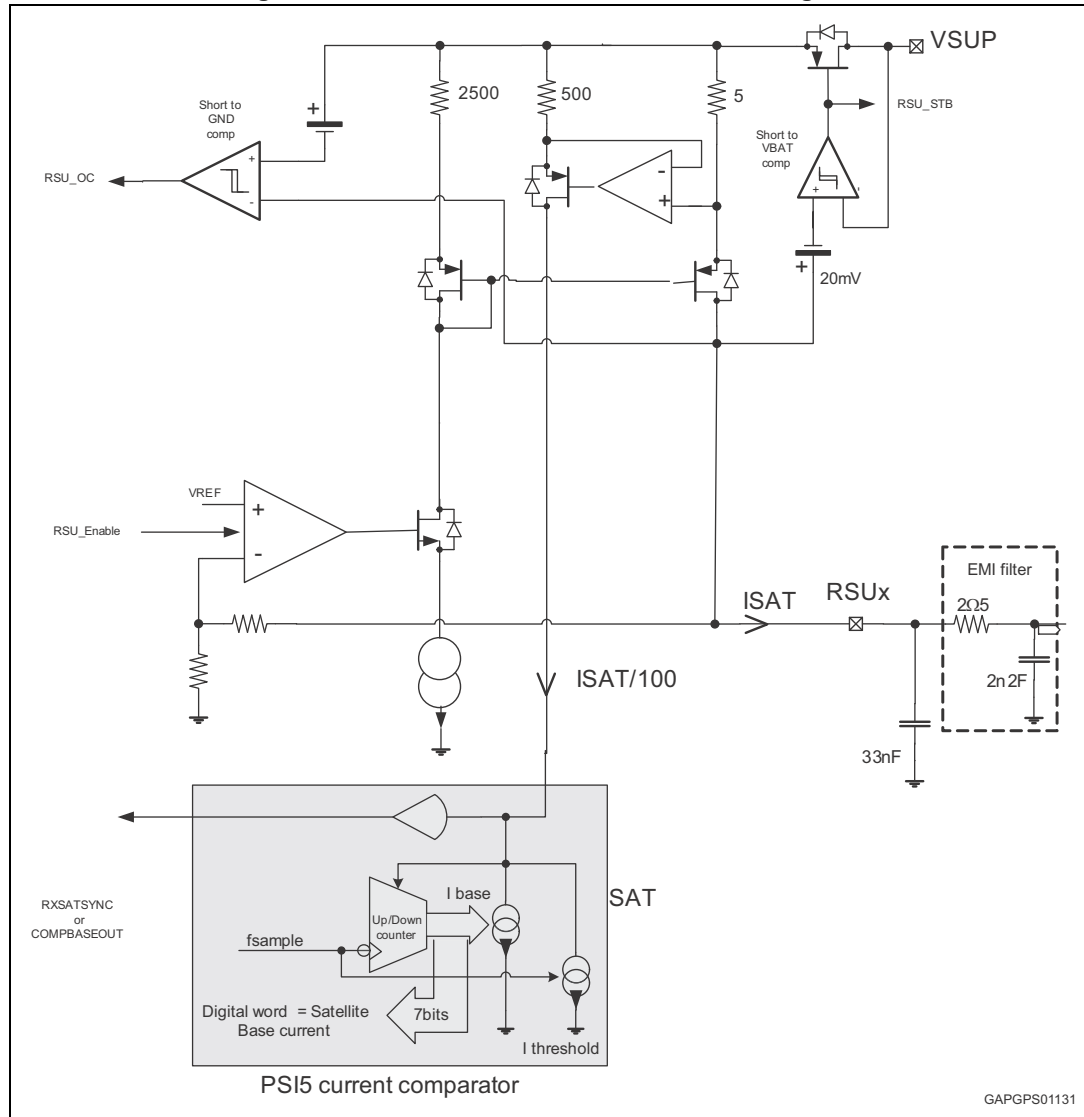 VSUP
2500
500
5
Short to
GND
comp
+
RSU_STB
Short to
VBAT
comp
RSU_OC
+
-
-
+
+
-
+
20mV
VREF
+
RSU_Enable
-
EMI filter
ISAT
RSUx
2Ω5
ISAT/100
2n2F
33nF
RXSATSYNC
or
COMPBASEOUT
I base
SAT
Up/Down
counter
fsample
Digital word = Satellite
Base current
7bits
I threshold
PSI5 current comparator
GAPGPS01131